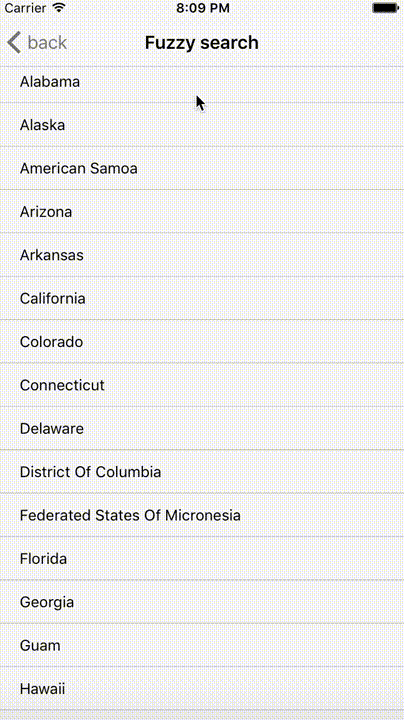 Carrier 8:09 PM
back Fuzzy search
Alabama
Alaska
American Samoa
Arizona
Arkansas
California
Colorado
Connecticut
Delaware
District Of Columbia
Federated States Of Micronesia
Florida
Georgia
Guam
Hawaii